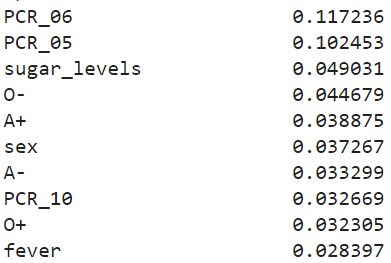 PCR_06 0.117236
PCR_05 0.102453
sugar_levels 0.049031
O- 0.044679
A+ 0.038875
sex 0.037267
A- 0.033299
PCR_10 0.032669
O+ 0.032305
fever 0.028397